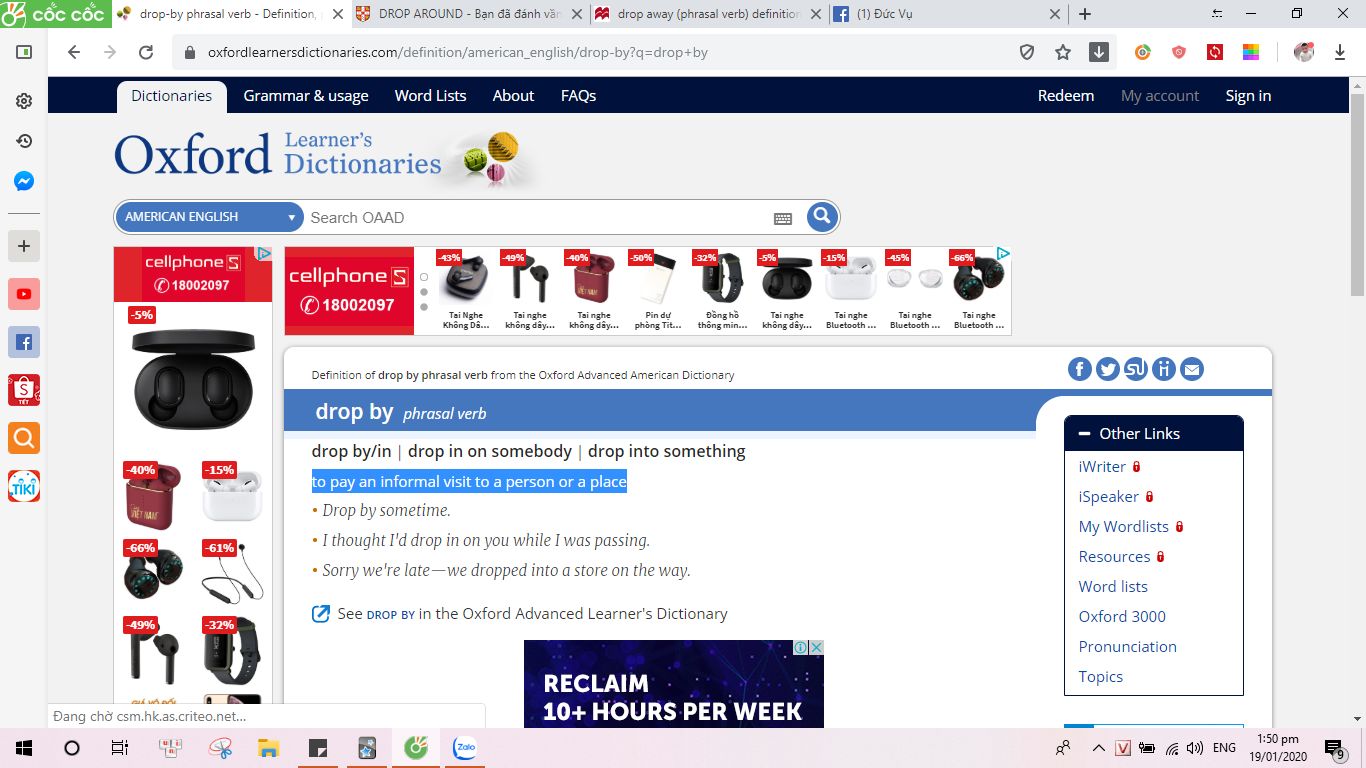 cốc cốc
drop-by phrasal verb - Definition,
DROP AROUND - Bạn đã đánh vần
drop away (phrasal verb) definition
(1) Đức Vụ
oxfordlearnersdictionaries.com/definition/american_english/drop-by?q=drop+by
Dictionaries Grammar & usage Word Lists About FAQs Redeem My account Sign in
Oxford Learner's Dictionaries
AMERICAN ENGLISH Search OAAD
cellphoneS
18002097
-5%
-40% -15%
VIỆT NAM
-66% -61%
-49% -32%
cellphoneS
18002097
-43% -49% -40% -50% -32% -5% -15% -45% -66%
Tai Nghe Tai nghe Tai nghe Pin dự Đồng hồ Tai nghe Tai nghe Tai nghe Tai nghe
Không Dâ... không dây... không dây... phòng Tit... thông min... không dây... Bluetooth ... Bluetooth ... Bluetooth ...
Definition of drop by phrasal verb from the Oxford Advanced American Dictionary
drop by phrasal verb
drop by/in | drop in on somebody | drop into something
to pay an informal visit to a person or a place
• Drop by sometime.
• I thought I'd drop in on you while I was passing.
• Sorry we're late—we dropped into a store on the way.
See DROP BY in the Oxford Advanced Learner's Dictionary
Other Links
iWriter
iSpeaker
My Wordlists
Resources
Word lists
Oxford 3000
Pronunciation
Topics
RECLAIM
10+ HOURS PER WEEK
TẾT
TIKI
Đang chờ csm.hk.as.criteo.net...
Zalo
ENG
1:50 pm
19/01/2020
9